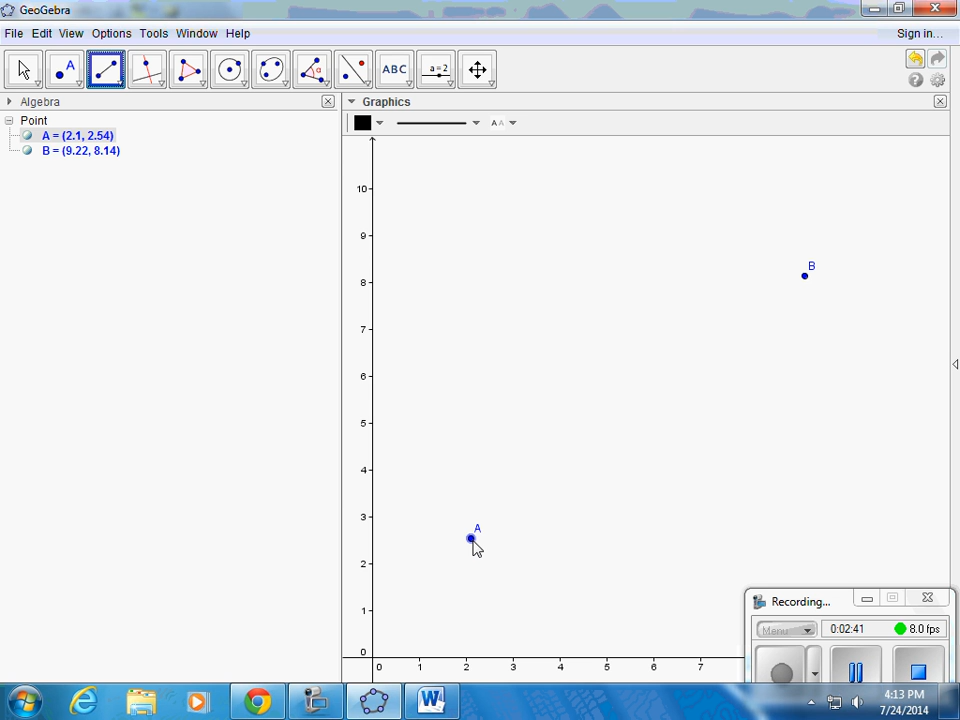 GeoGebra
File Edit View Options Tools Window Help Sign in...
A ABC a=2
Algebra
Graphics
A A
Point
A = (2.1, 2.54)
B = (9.22, 8.14)
10
9
B
8
7
6
5
4
3
A
2
1
0
0 1 2 3 4 5 6 7
Recording...
Menu 0:02:41 8.0 fps
4:13 PM
7/24/2014